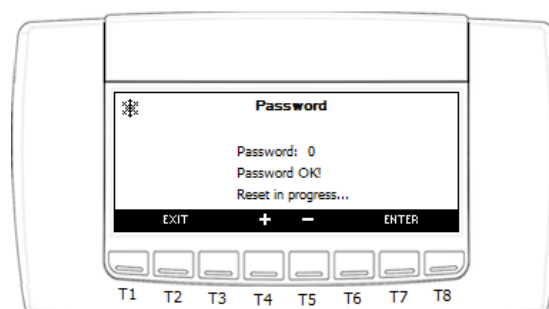 Password
Password: 0
Password OK!
Reset in progress...
EXIT + − ENTER
T1 T2 T3 T4 T5 T6 T7 T8